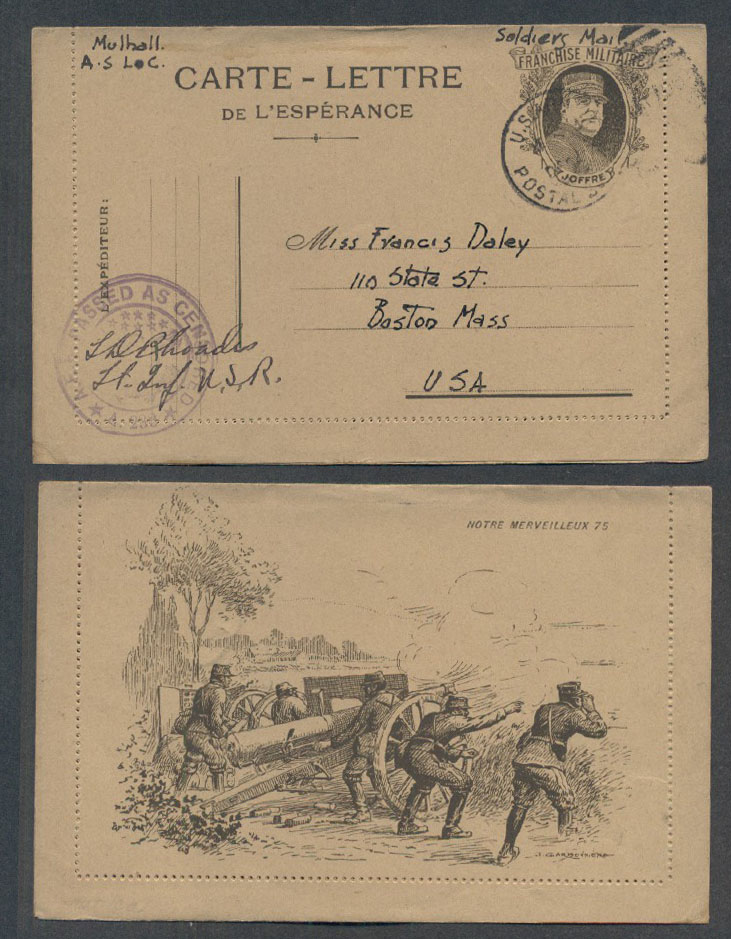 Mulhall.
A.S LoC.
Soldiers Mail
FRANCHISE MILITAIRE
CARTE - LETTRE
DE L'ESPÉRANCE
JOFFRE
U.S.
POSTAL S
L'EXPÉDITEUR:
Miss Francis Daley
110 State St.
Boston Mass
USA
PASSED AS CENSORED
LDRhoades
Lt. Inf. U.S.R.
NOTRE MERVEILLEUX 75